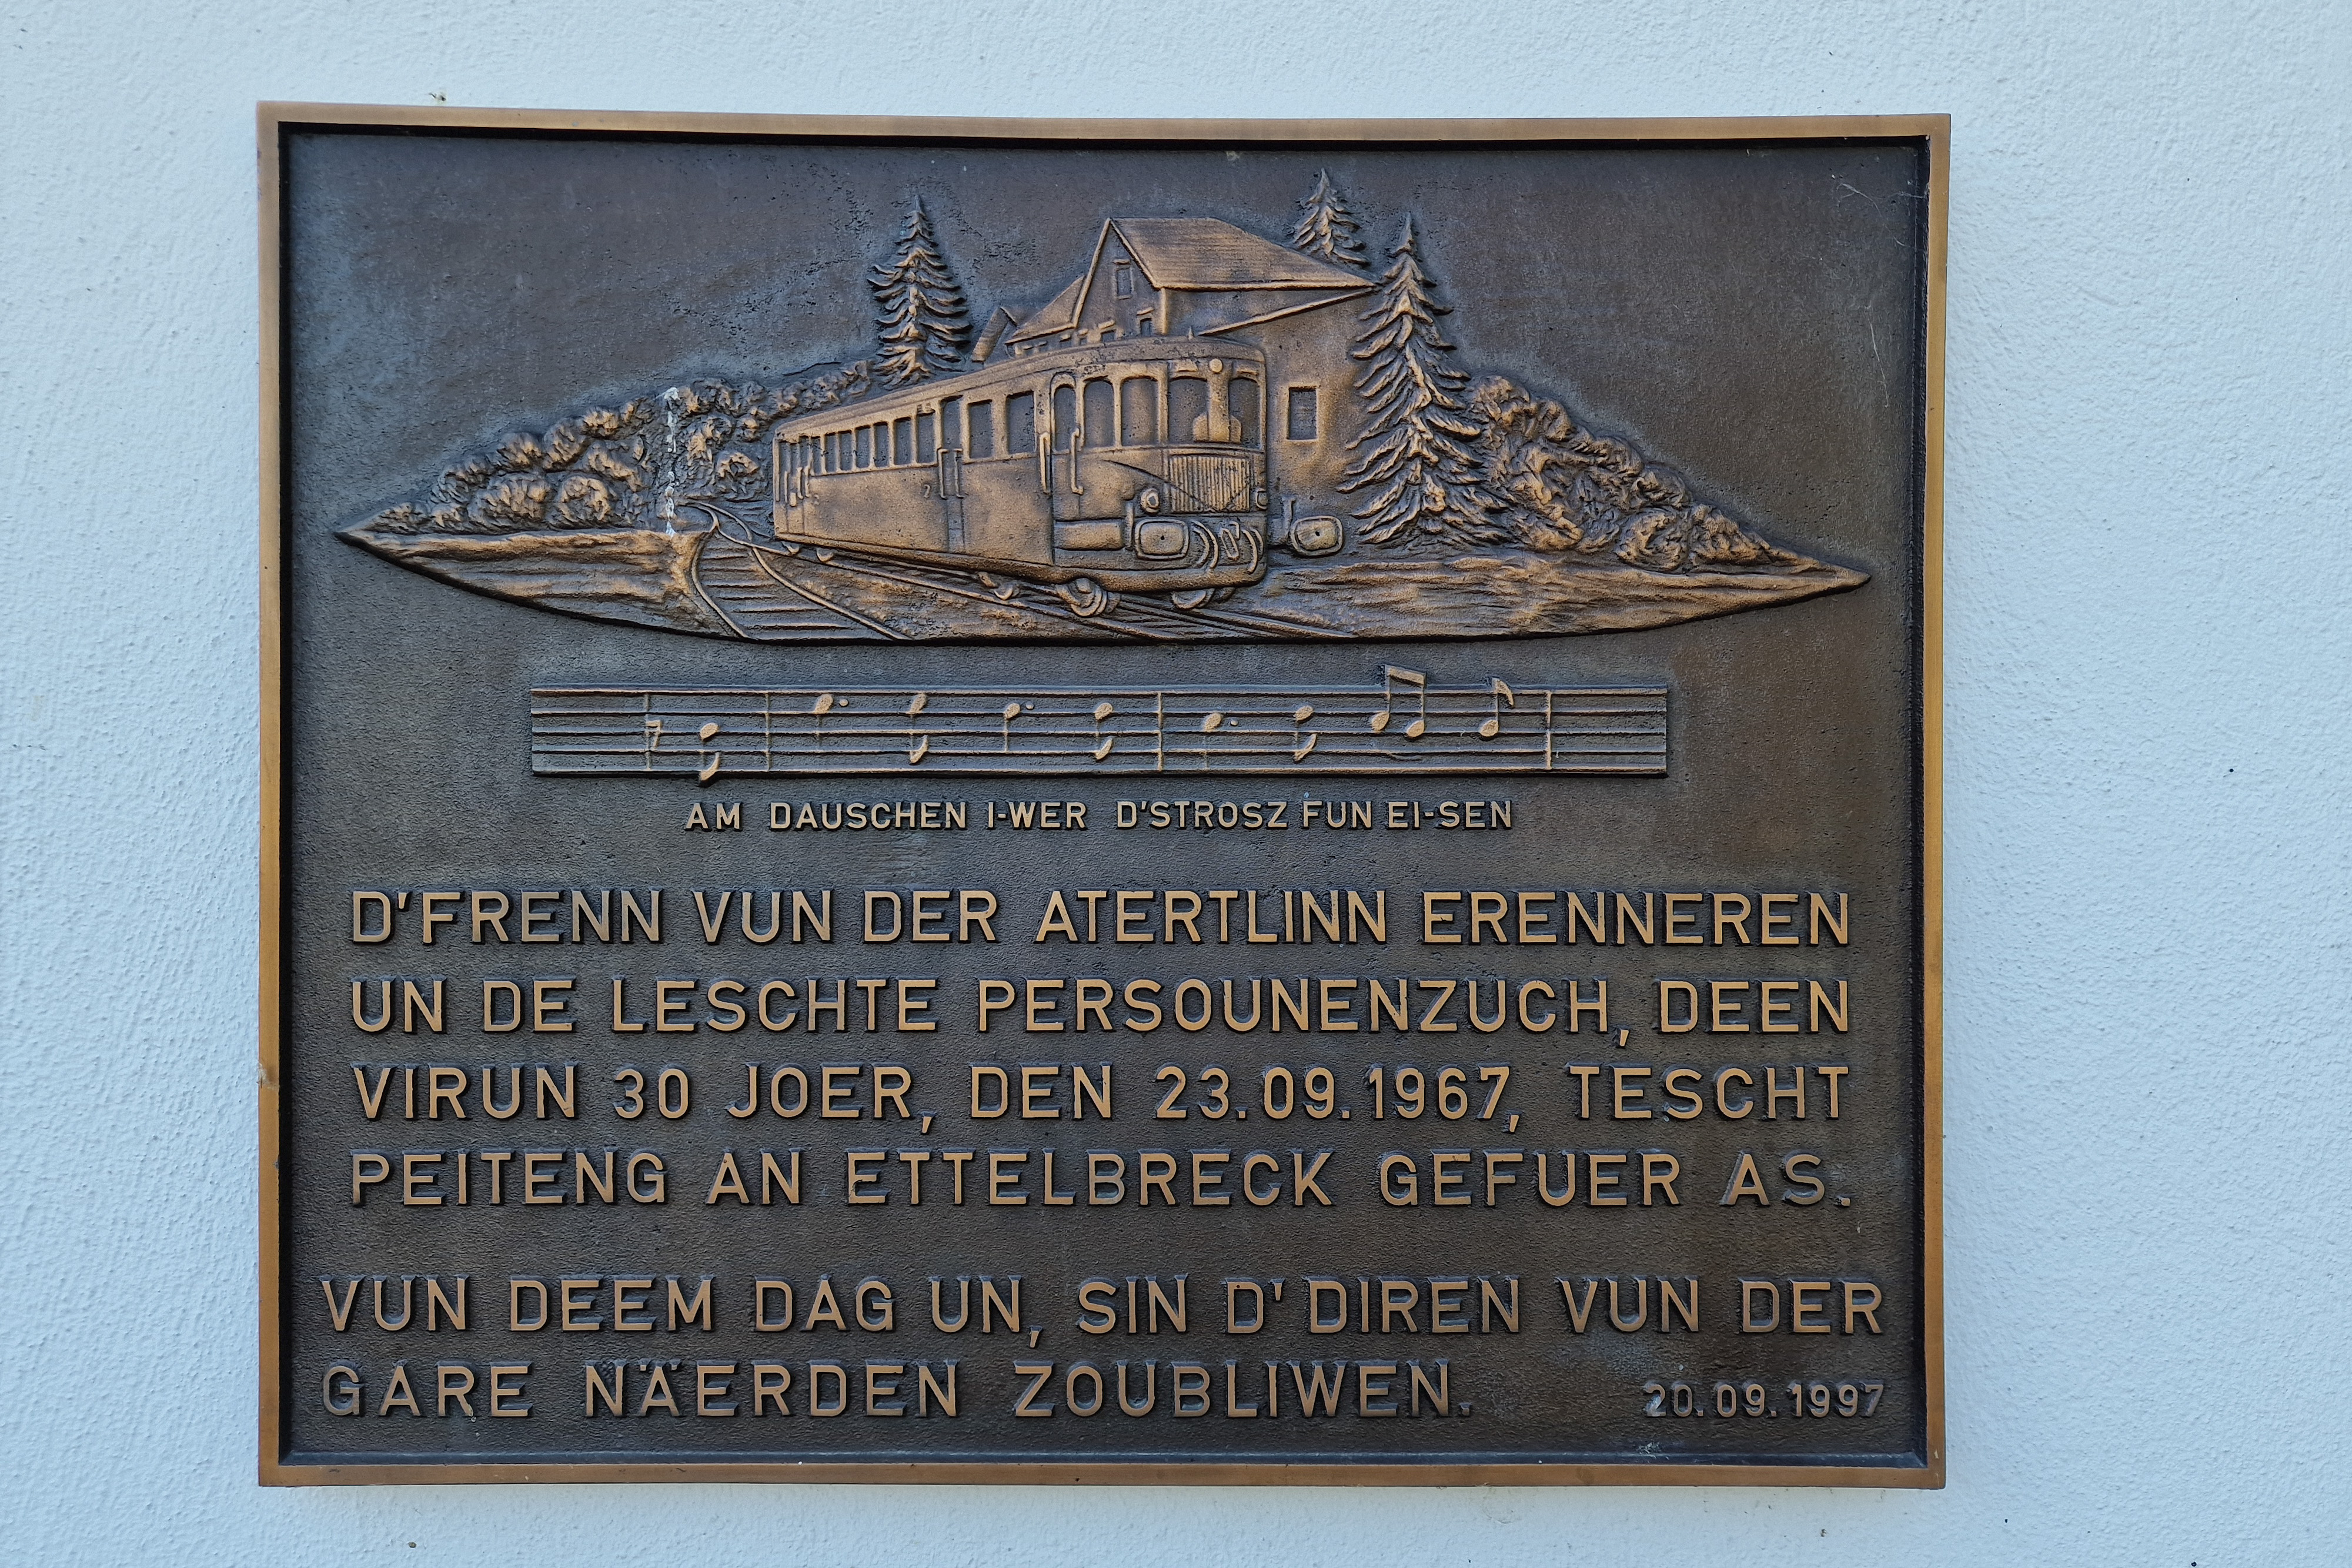 AM DAUSCHEN I-WER D'STROSZ FUN EI-SEN
D'FRENN VUN DER ATERTLINN ERENNEREN
UN DE LESCHTE PERSOUNENZUCH, DEEN
VIRUN 30 JOER, DEN 23.09.1967, TESCHT
PEITENG AN ETTELBRECK GEFUER AS.
VUN DEEM DAG UN, SIN D'DIREN VUN DER
GARE NÄERDEN ZOUBLIWEN.
20.09.1997